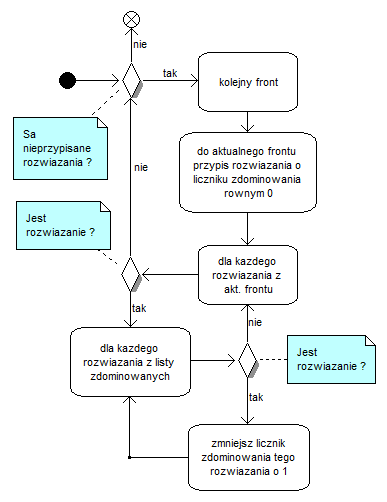 nie
tak
kolejny front
Sa
nieprzypisane
rozwiazania ?
do aktualnego frontu
przypis rozwiazania o
liczniku zdominowania
rownym 0
nie
Jest
rozwiazanie ?
dla kazdego
rozwiazania z
akt. frontu
tak
nie
dla kazdego
rozwiazania z listy
zdominowanych
Jest
rozwiazanie ?
tak
zmniejsz licznik
zdominowania tego
rozwiazania o 1